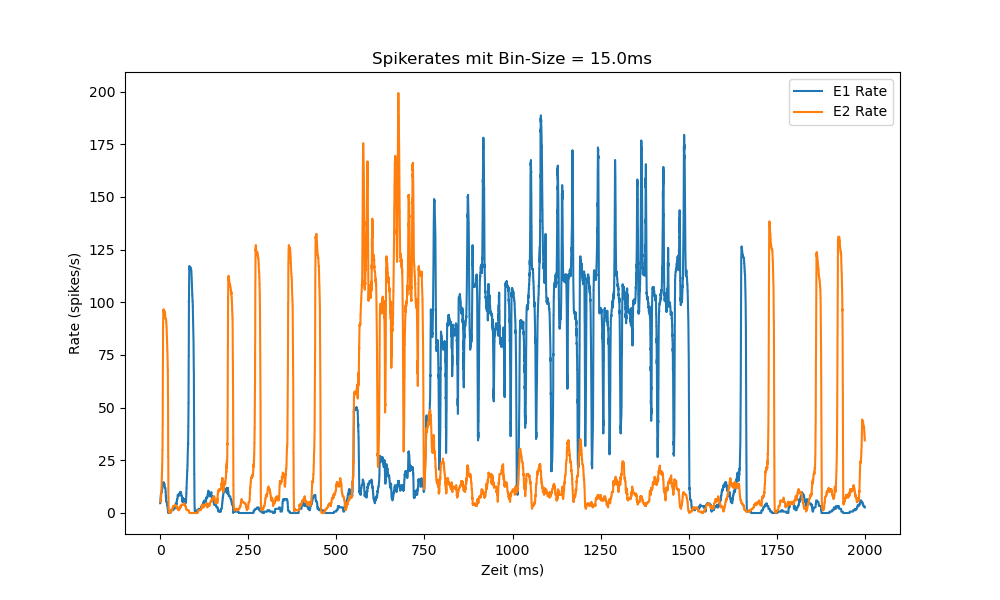 Spikerates mit Bin-Size = 15.0ms
E1 Rate
E2 Rate
200
175
150
125
100
75
50
25
0
Rate (spikes/s)
0 250 500 750 1000 1250 1500 1750 2000
Zeit (ms)